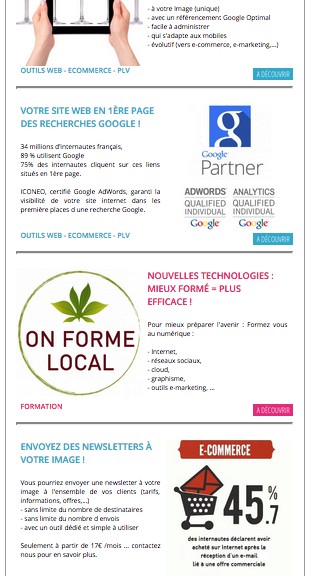 - à votre Image (unique)
- avec un référencement Google Optimal
- facile à administrer
- qui s'adapte aux mobiles
- évolutif (vers e-commerce, e-marketing,...)
OUTILS WEB - ECOMMERCE - PLV
A DÉCOUVRIR
VOTRE SITE WEB EN 1ÈRE PAGE
DES RECHERCHES GOOGLE !
34 millions d'internautes français,
89 % utilisent Google
75% des internautes cliquent sur ces liens
situés en 1ère page.
ICONEO, certifié Google AdWords, garanti la
visibilité de votre site internet dans les
première places d une recherche Google.
Google
Partner
ADWORDS
QUALIFIED
INDIVIDUAL
Google
ANALYTICS
QUALIFIED
INDIVIDUAL
Google
OUTILS WEB - ECOMMERCE - PLV
A DÉCOUVRIR
ON FORME
LOCAL
NOUVELLES TECHNOLOGIES :
MIEUX FORMÉ = PLUS
EFFICACE !
Pour mieux préparer l'avenir : Formez vous
au numérique :
- Internet,
- réseaux sociaux,
- cloud,
- graphisme,
- outils e-marketing, ...
FORMATION
A DÉCOUVRIR
ENVOYEZ DES NEWSLETTERS À
VOTRE IMAGE !
Vous pourriez envoyer une newsletter à votre
image à l'ensemble de vos clients (tarifs,
informations, offres,...)
- sans limite du nombre de destinataires
- sans limite du nombre d envois
- avec un outil dédié et simple à utiliser
Seulement à partir de 17€ /mois ... contactez
nous pour en savoir plus.
E-COMMERCE
45.7%
des internautes déclarent avoir
acheté sur Internet après la
réception d'un e-mail
lié à une offre commerciale